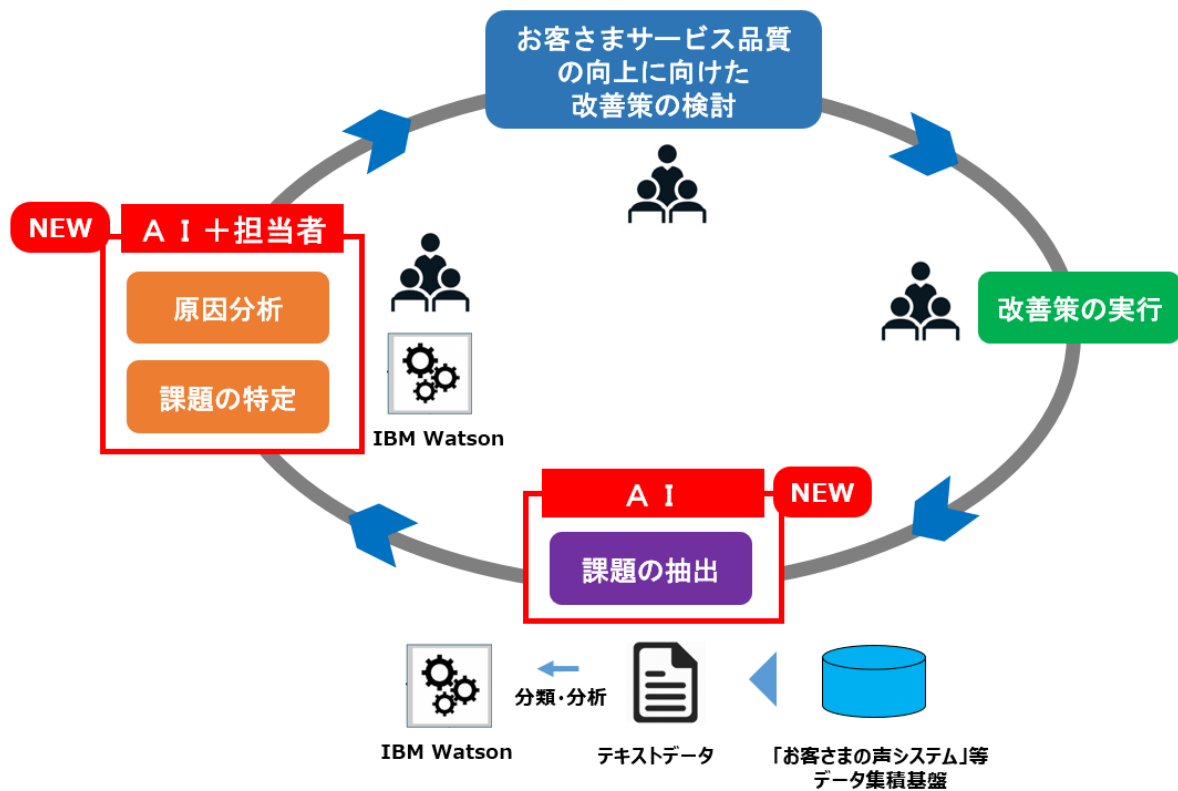 お客さまサービス品質
の向上に向けた
改善策の検討
NEW
ＡＩ＋担当者
原因分析
課題の特定
IBM Watson
改善策の実行
ＡＩ
NEW
課題の抽出
分類・分析
IBM Watson
テキストデータ
「お客さまの声システム」等
データ集積基盤